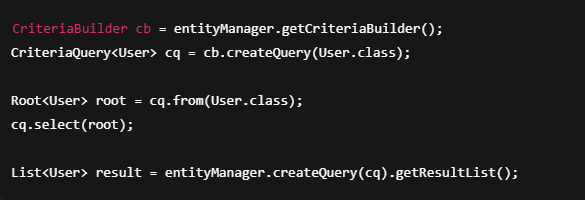 CriteriaBuilder cb = entityManager.getCriteriaBuilder();
CriteriaQuery<User> cq = cb.createQuery(User.class);
Root<User> root = cq.from(User.class);
cq.select(root);
List<User> result = entityManager.createQuery(cq).getResultList();